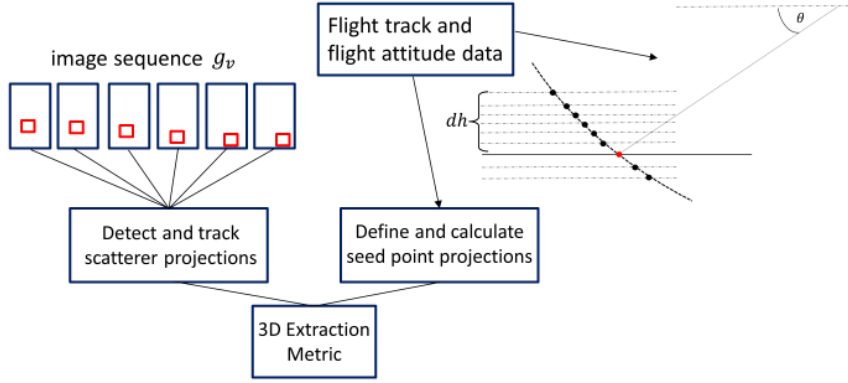 image sequence g_v
Flight track and
flight attitude data
θ
dh
Detect and track
scatterer projections
Define and calculate
seed point projections
3D Extraction
Metric